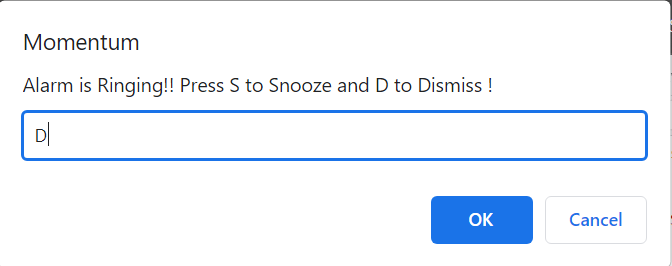 Momentum
Alarm is Ringing!! Press S to Snooze and D to Dismiss !
D
OK Cancel